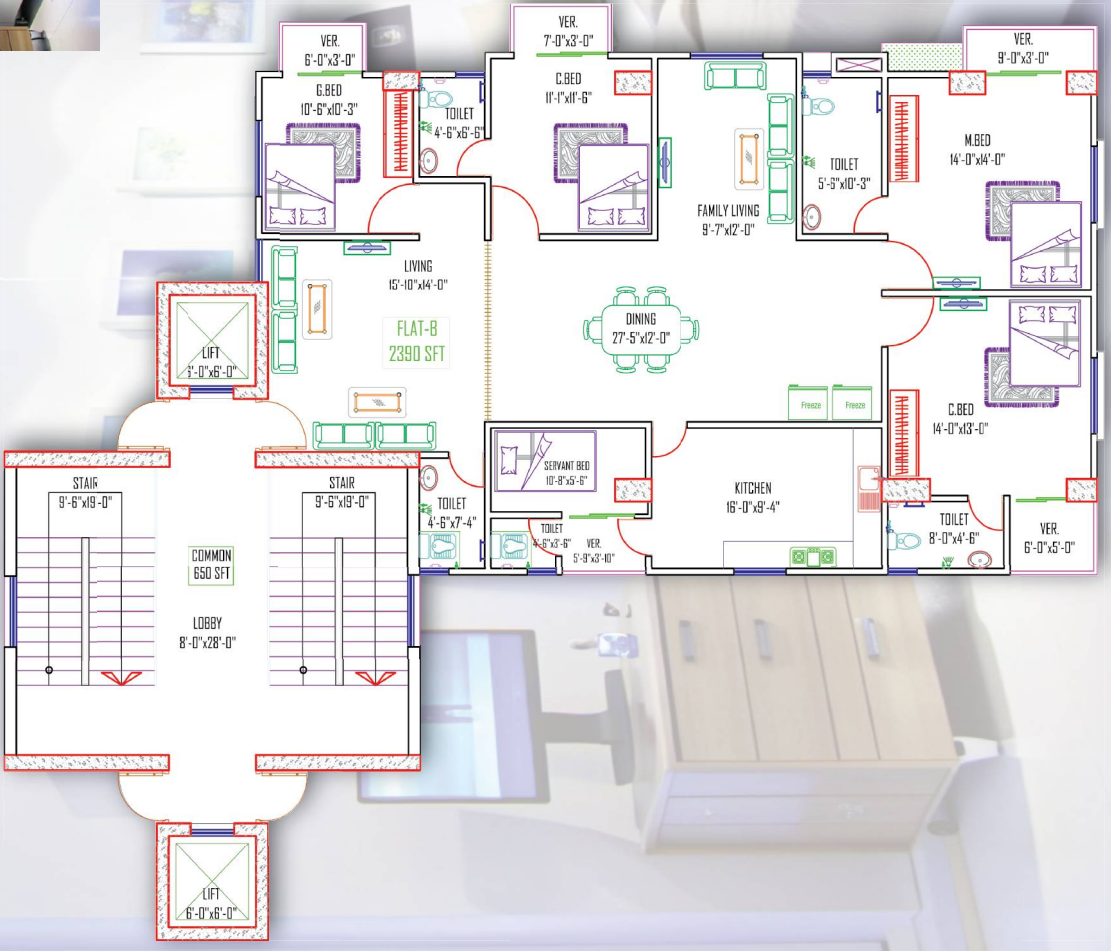 VER.
6'-0"x3'-0"
VER.
7'-0"x3'-0"
VER.
9'-0"x3'-0"
G.BED
10'-6"x10'-3"
TOILET
4'-6"x6'-6"
C.BED
11'-1"x11'-6"
FAMILY LIVING
9'-7"x12'-0"
TOILET
5'-6"x10'-3"
M.BED
14'-0"x14'-0"
LIVING
15'-10"x14'-0"
FLAT-B
2390 SFT
DINING
27'-5"x12'-0"
LIFT
'-0"x6'-0"
Freeze
Freeze
C.BED
14'-0"x13'-0"
STAIR
9'-6"x19'-0"
STAIR
9'-6"x19'-0"
TOILET
4'-6"x7'-4"
SERVANT BED
10'-8"x5'-6"
TOILET
4'-6"x3'-6"
VER.
5'-9"x3'-10"
KITCHEN
16'-0"x9'-4"
TOILET
8'-0"x4'-6"
VER.
6'-0"x5'-0"
COMMON
650 SFT
LOBBY
8'-0"x28'-0"
LIFT
6'-0"x6'-0"